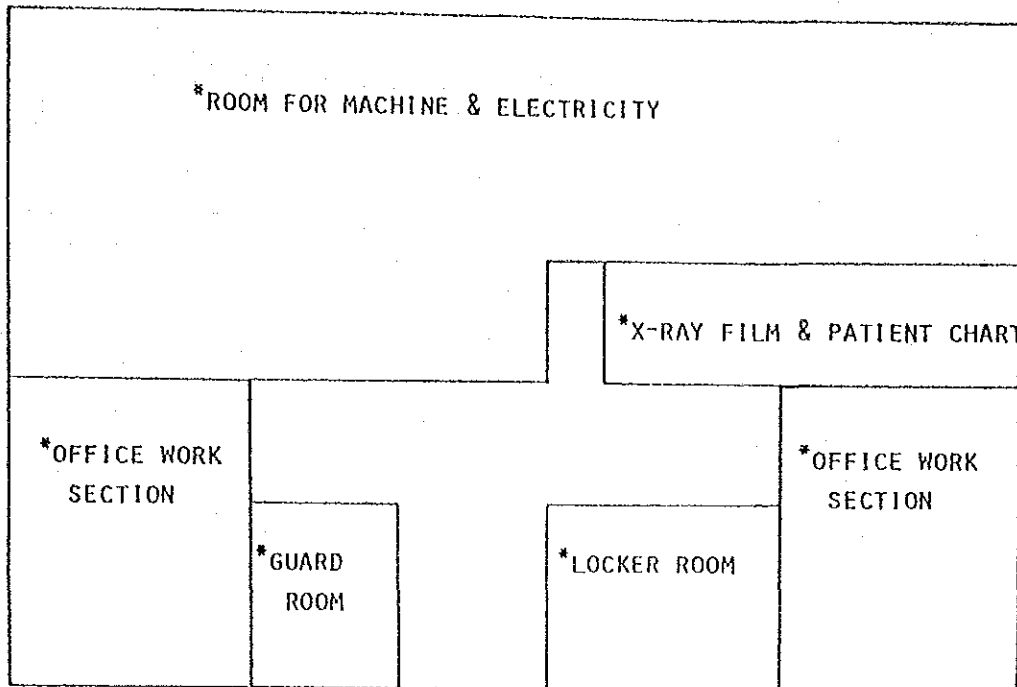 *ROOM FOR MACHINE & ELECTRICITY
*X-RAY FILM & PATIENT CHART
*OFFICE WORK
SECTION
*OFFICE WORK
SECTION
*GUARD
ROOM
*LOCKER ROOM